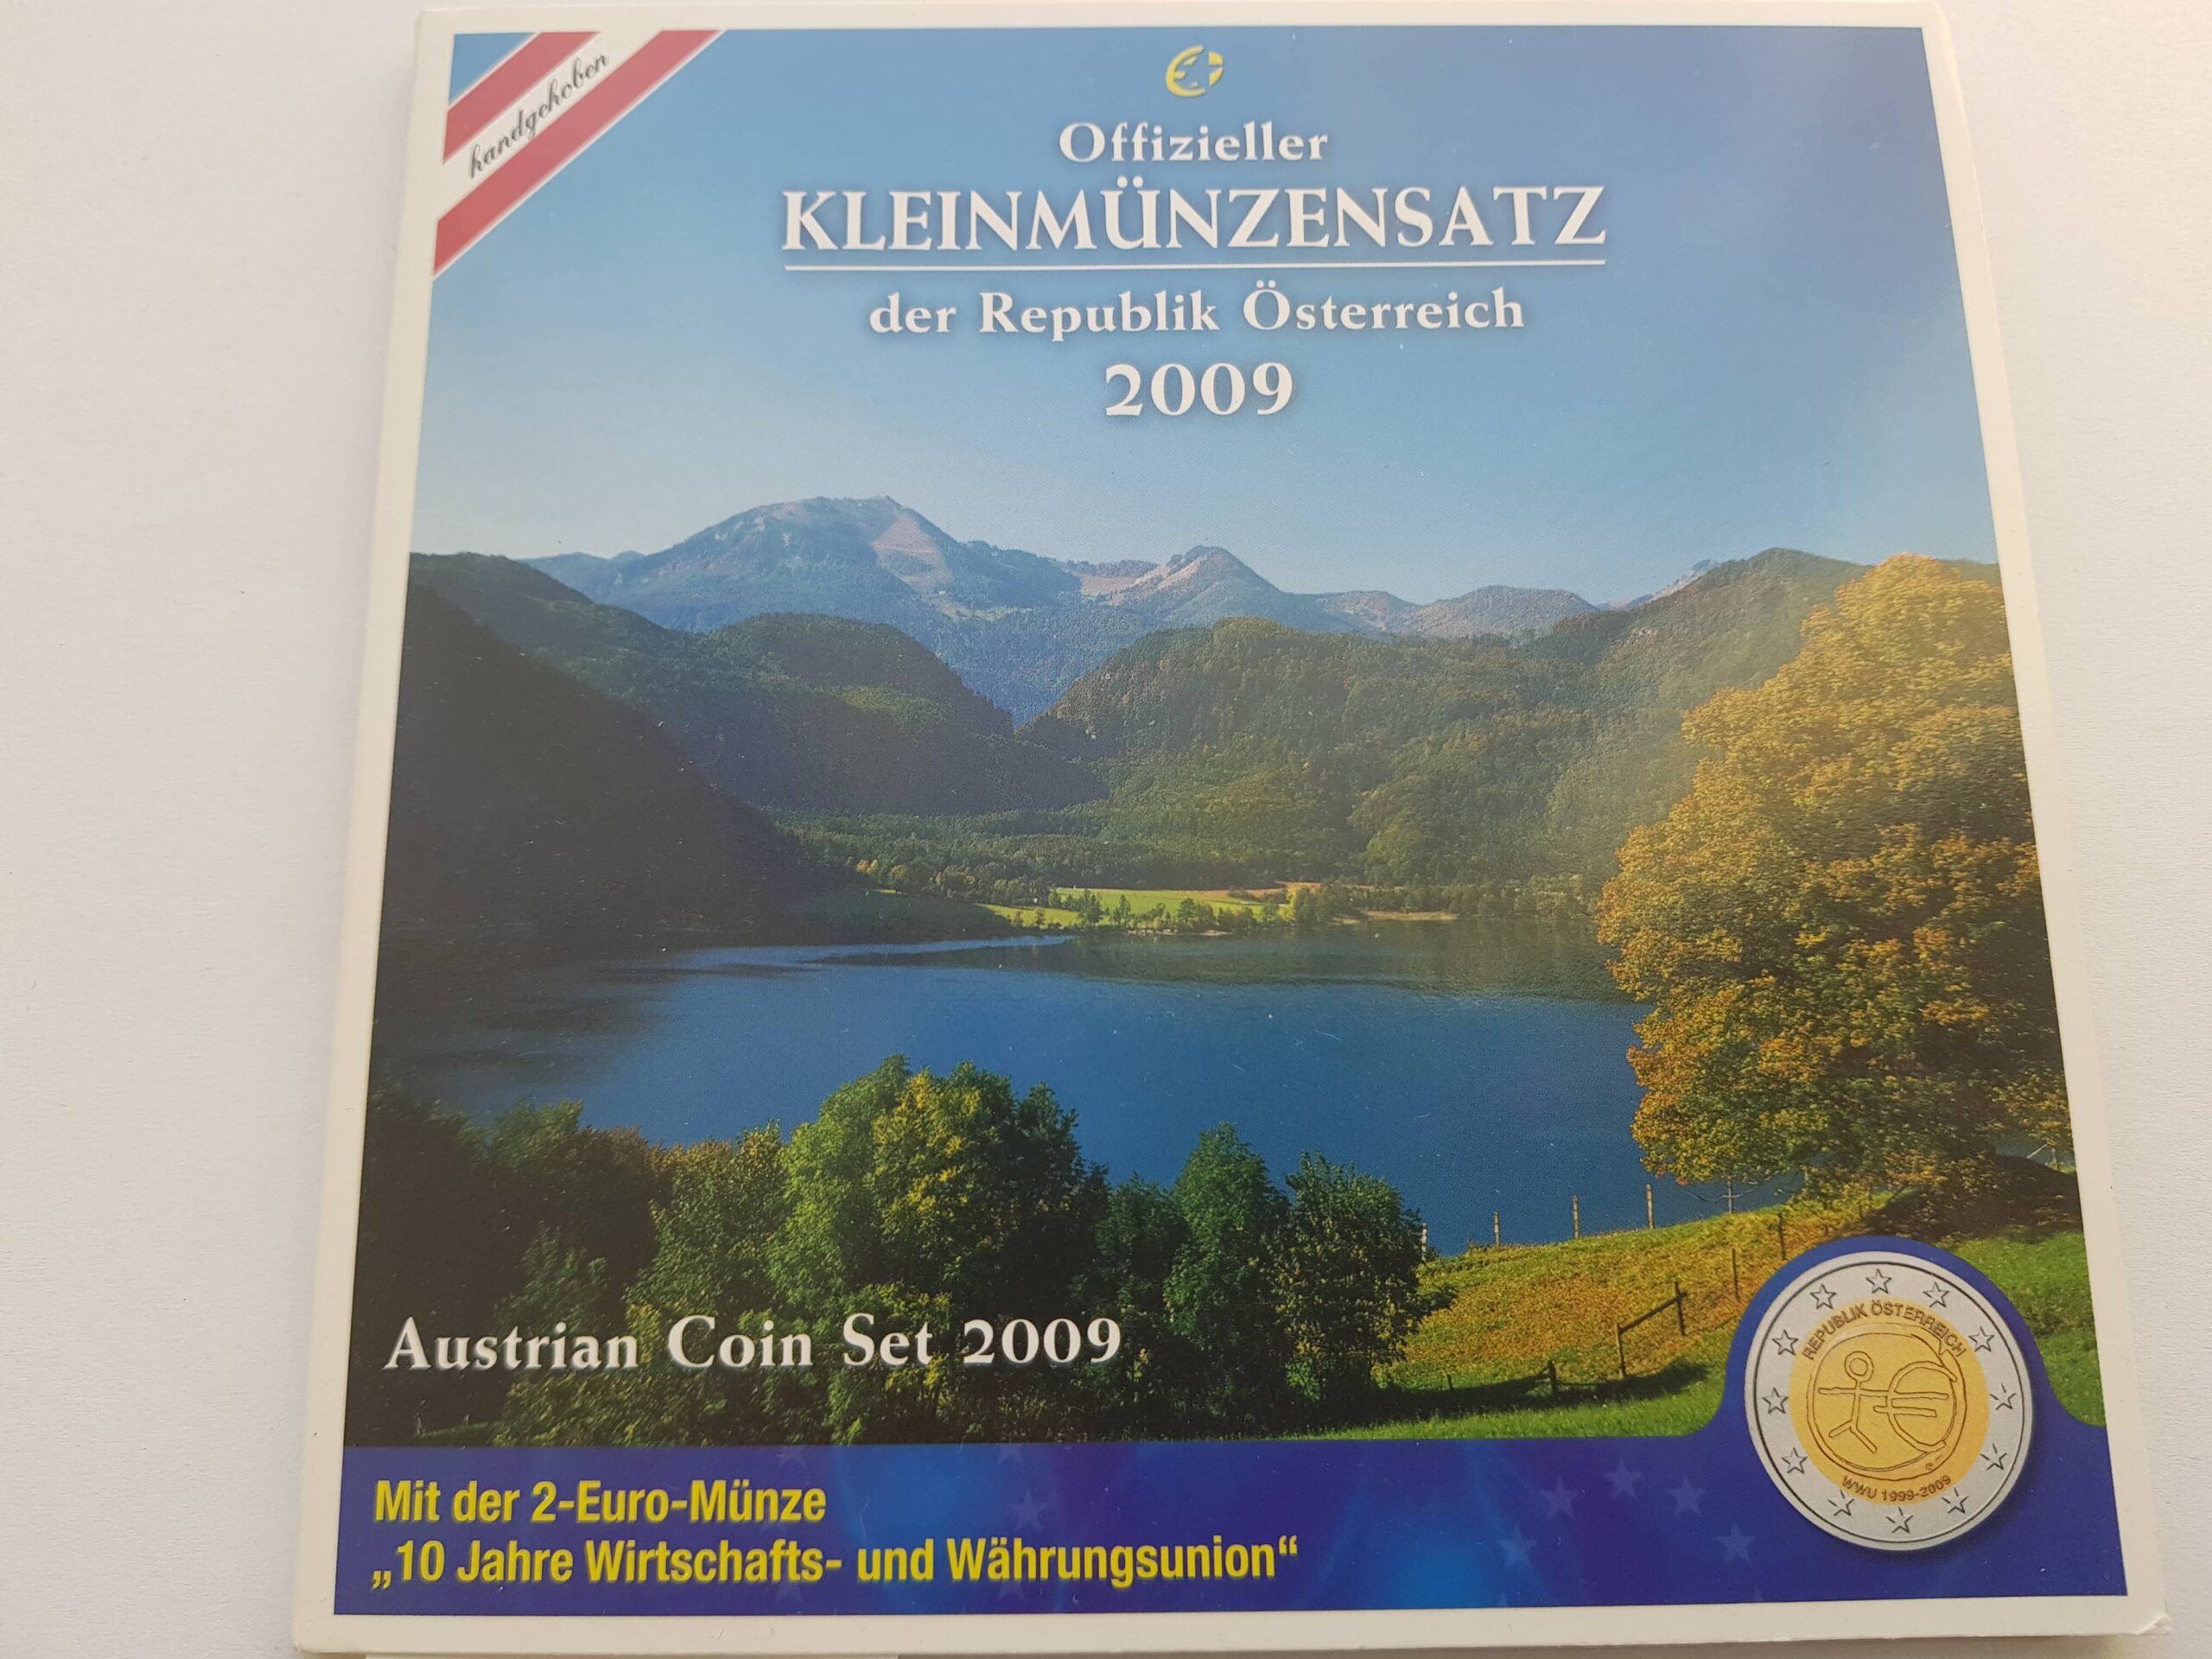 handgehoben
Offizieller
KLEINMÜNZENSATZ
der Republik Österreich
2009
Austrian Coin Set 2009
REPUBLIK ÖSTERREICH
WWU 1999-2009
Mit der 2-Euro-Münze
„10 Jahre Wirtschafts- und Währungsunion“